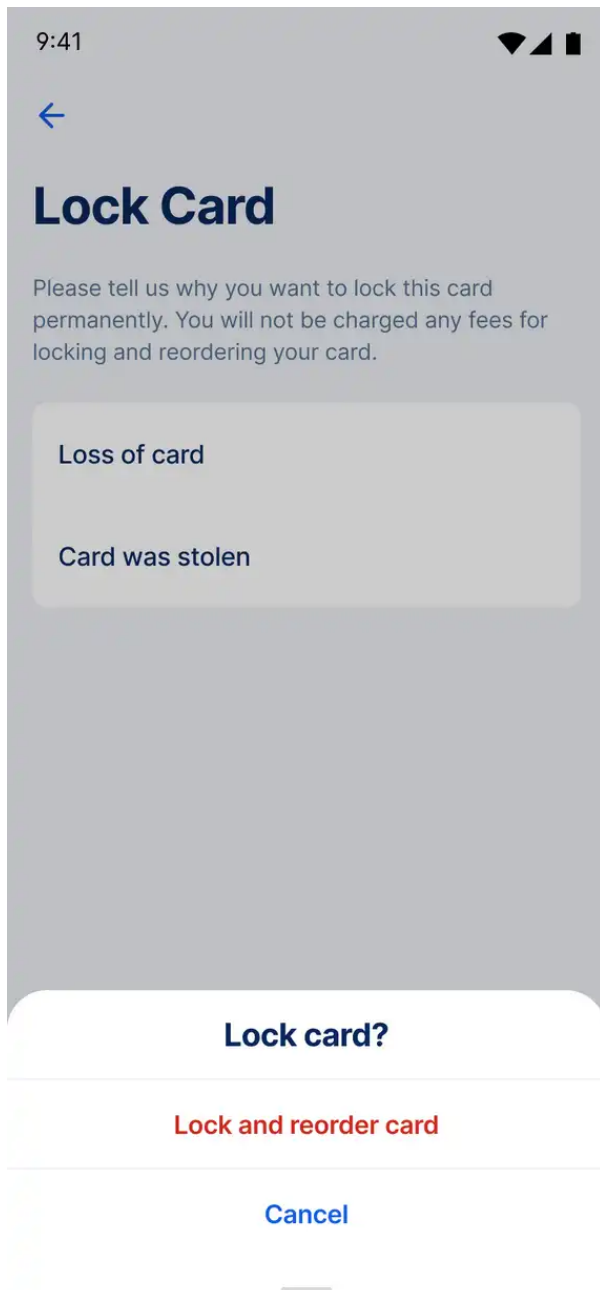 9:41
Lock Card
Please tell us why you want to lock this card
permanently. You will not be charged any fees for
locking and reordering your card.
Loss of card
Card was stolen
Lock card?
Lock and reorder card
Cancel